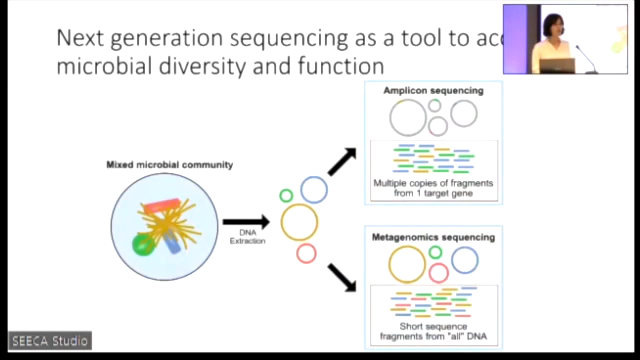 Next generation sequencing as a tool to
microbial diversity and function
Amplicon sequencing
Mixed microbial community
DNA
Extraction
Multiple copies of fragments
from 1 target gene
Metagenomics sequencing
Short sequence
fragments from "all" DNA
SEECA Studio